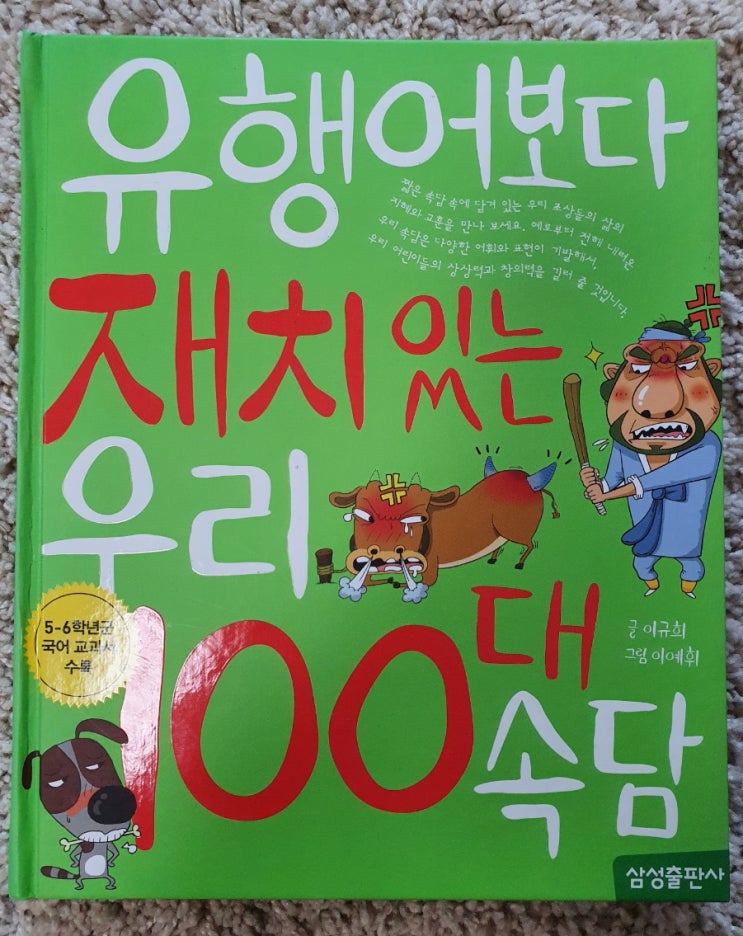 유행어보다
짧은 속담 속에 담겨 있는 우리 조상들의 삶의
지혜와 교훈을 만나 보세요. 예로부터 전해 내려온
우리 속담은 다양한 어휘와 표현이 기발해서,
우리 어린이들의 상상력과 창의력을 길러 줄 것입니다.
재치 있는
우리
100대
속담
5-6학년군
국어 교과서
수록
글 이규희
그림 이예휘
삼성출판사